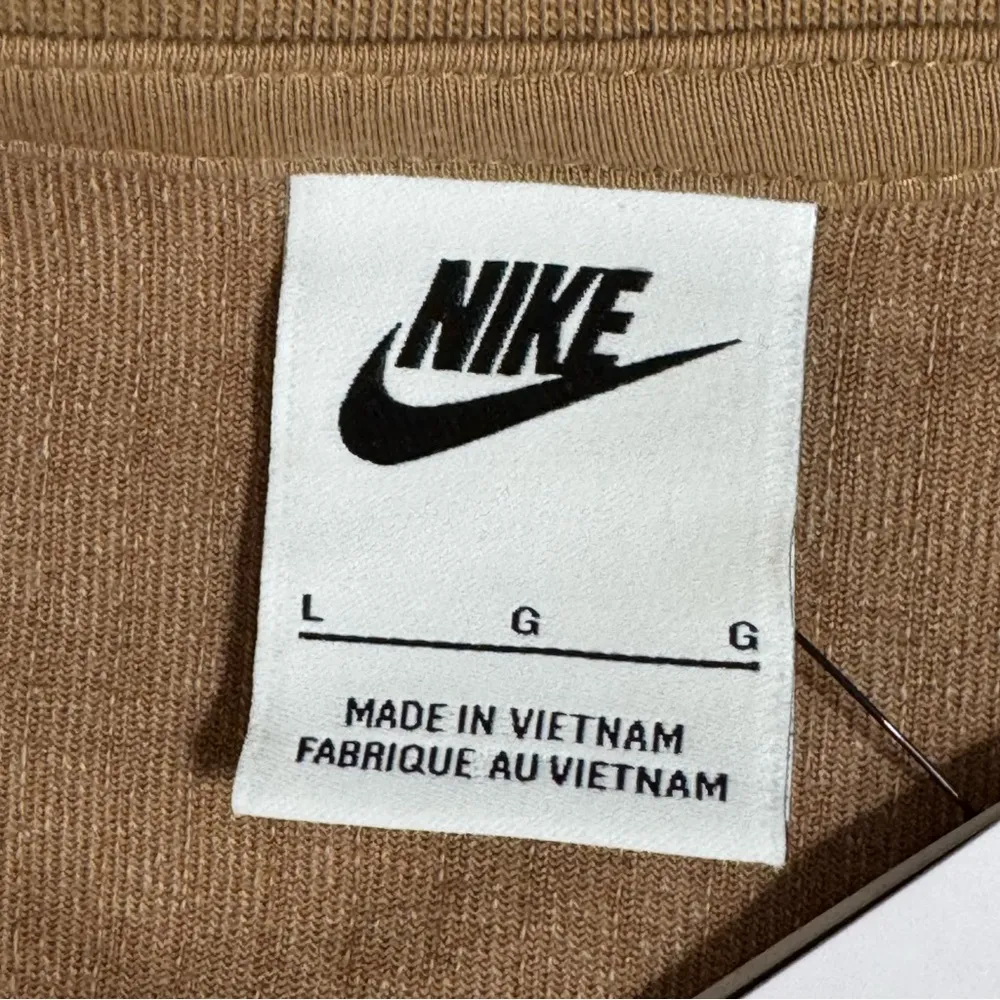 NIKE
L G G
MADE IN VIETNAM
FABRIQUE AU VIETNAM